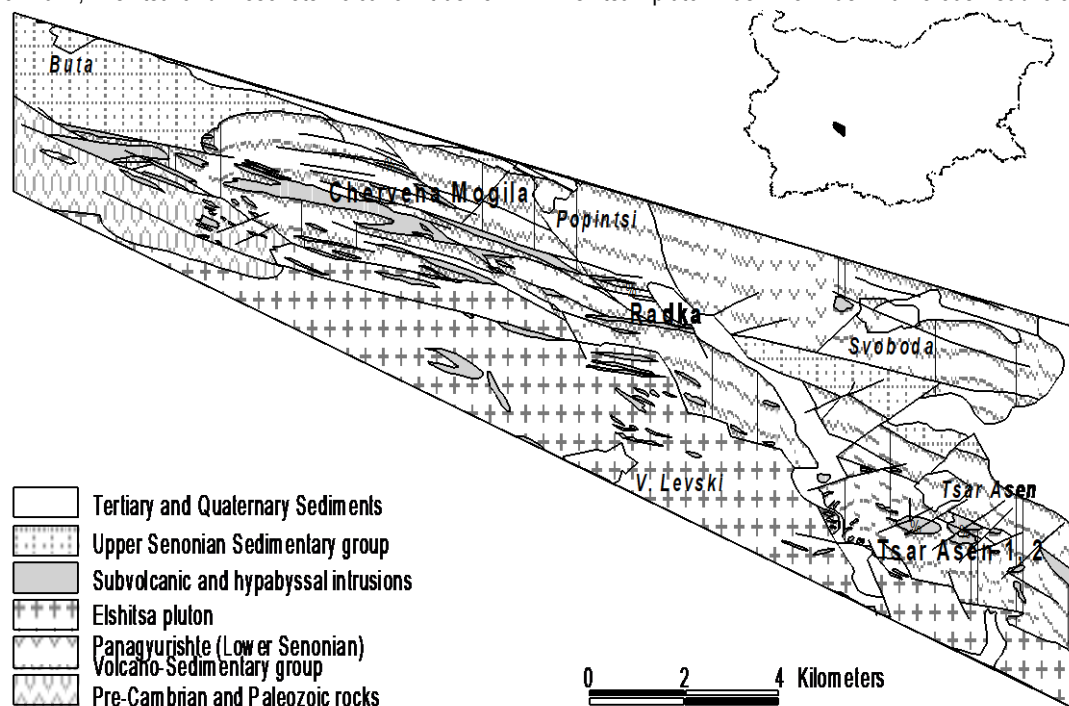 Buta
Chervena Mogila
Popintsi
Radka
Svoboda
V. Levski
Tsar Asen
Tsar Asen-1, 2
Tertiary and Quaternary Sediments
Upper Senonian Sedimentary group
Subvolcanic and hypabyssal intrusions
Elshitsa pluton
Panagyurishte (Lower Senonian)
Volcano-Sedimentary group
Pre-Cambrian and Paleozoic rocks
0 2 4 Kilometers